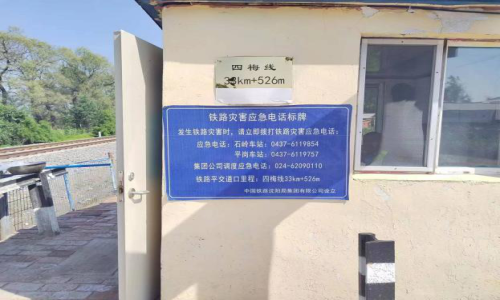 四梅线
33km+526m
铁路灾害应急电话标牌
发生铁路灾害时，请立即拨打铁路灾害应急电话：
应急电话：石岭车站：0437-6119854
平岗车站：0437-6119757
集团公司调度应急电话：024-62090110
铁路平交道口里程：四梅线33km+526m
中国铁路沈阳局集团有限公司设立